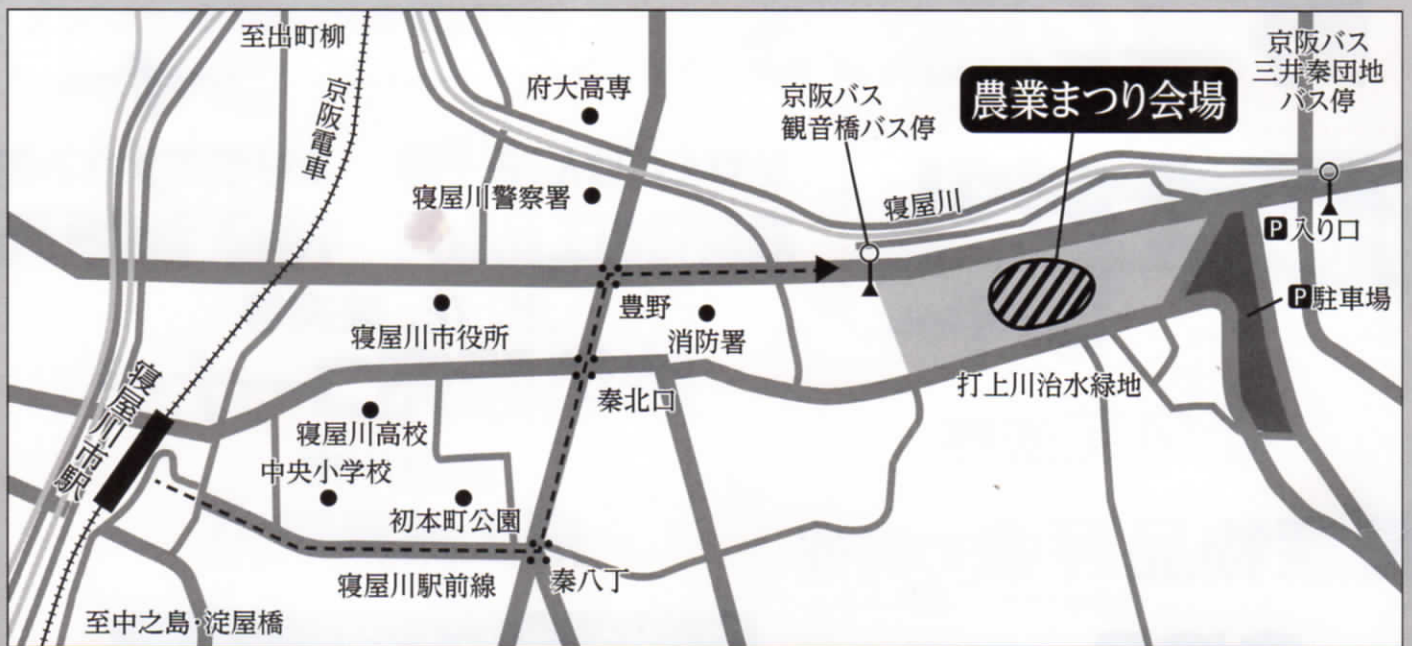 至出町柳
京阪電車
府大高専
京阪バス
観音橋バス停
農業まつり会場
京阪バス
三井秦団地
バス停
寝屋川警察署
寝屋川
P入り口
P駐車場
豊野
寝屋川市役所
消防署
秦北口
打上川治水緑地
寝屋川市駅
寝屋川高校
中央小学校
初本町公園
寝屋川駅前線
秦八丁
至中之島・淀屋橋